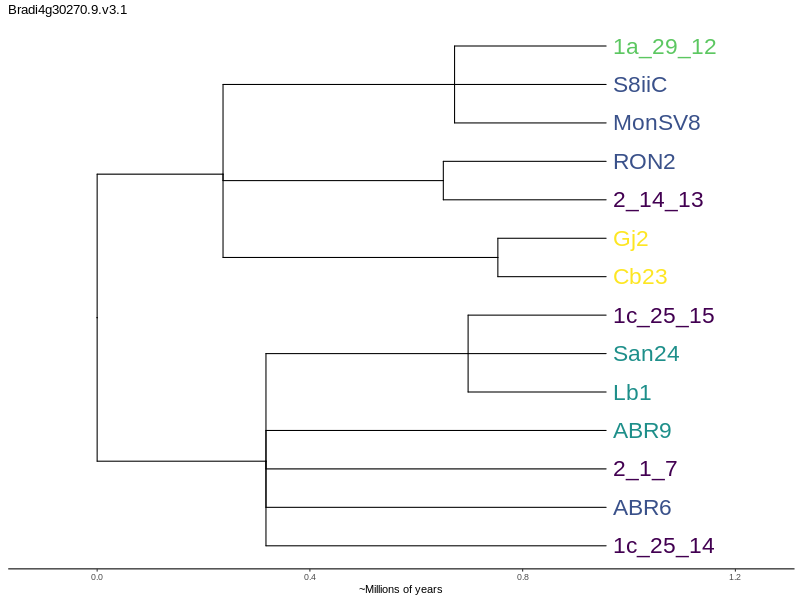 Bradi4g30270.9.v3.1
1a_29_12
S8iiC
MonSV8
RON2
2_14_13
Gj2
Cb23
1c_25_15
San24
Lb1
ABR9
2_1_7
ABR6
1c_25_14
0.0 0.4 0.8 1.2
~Millions of years